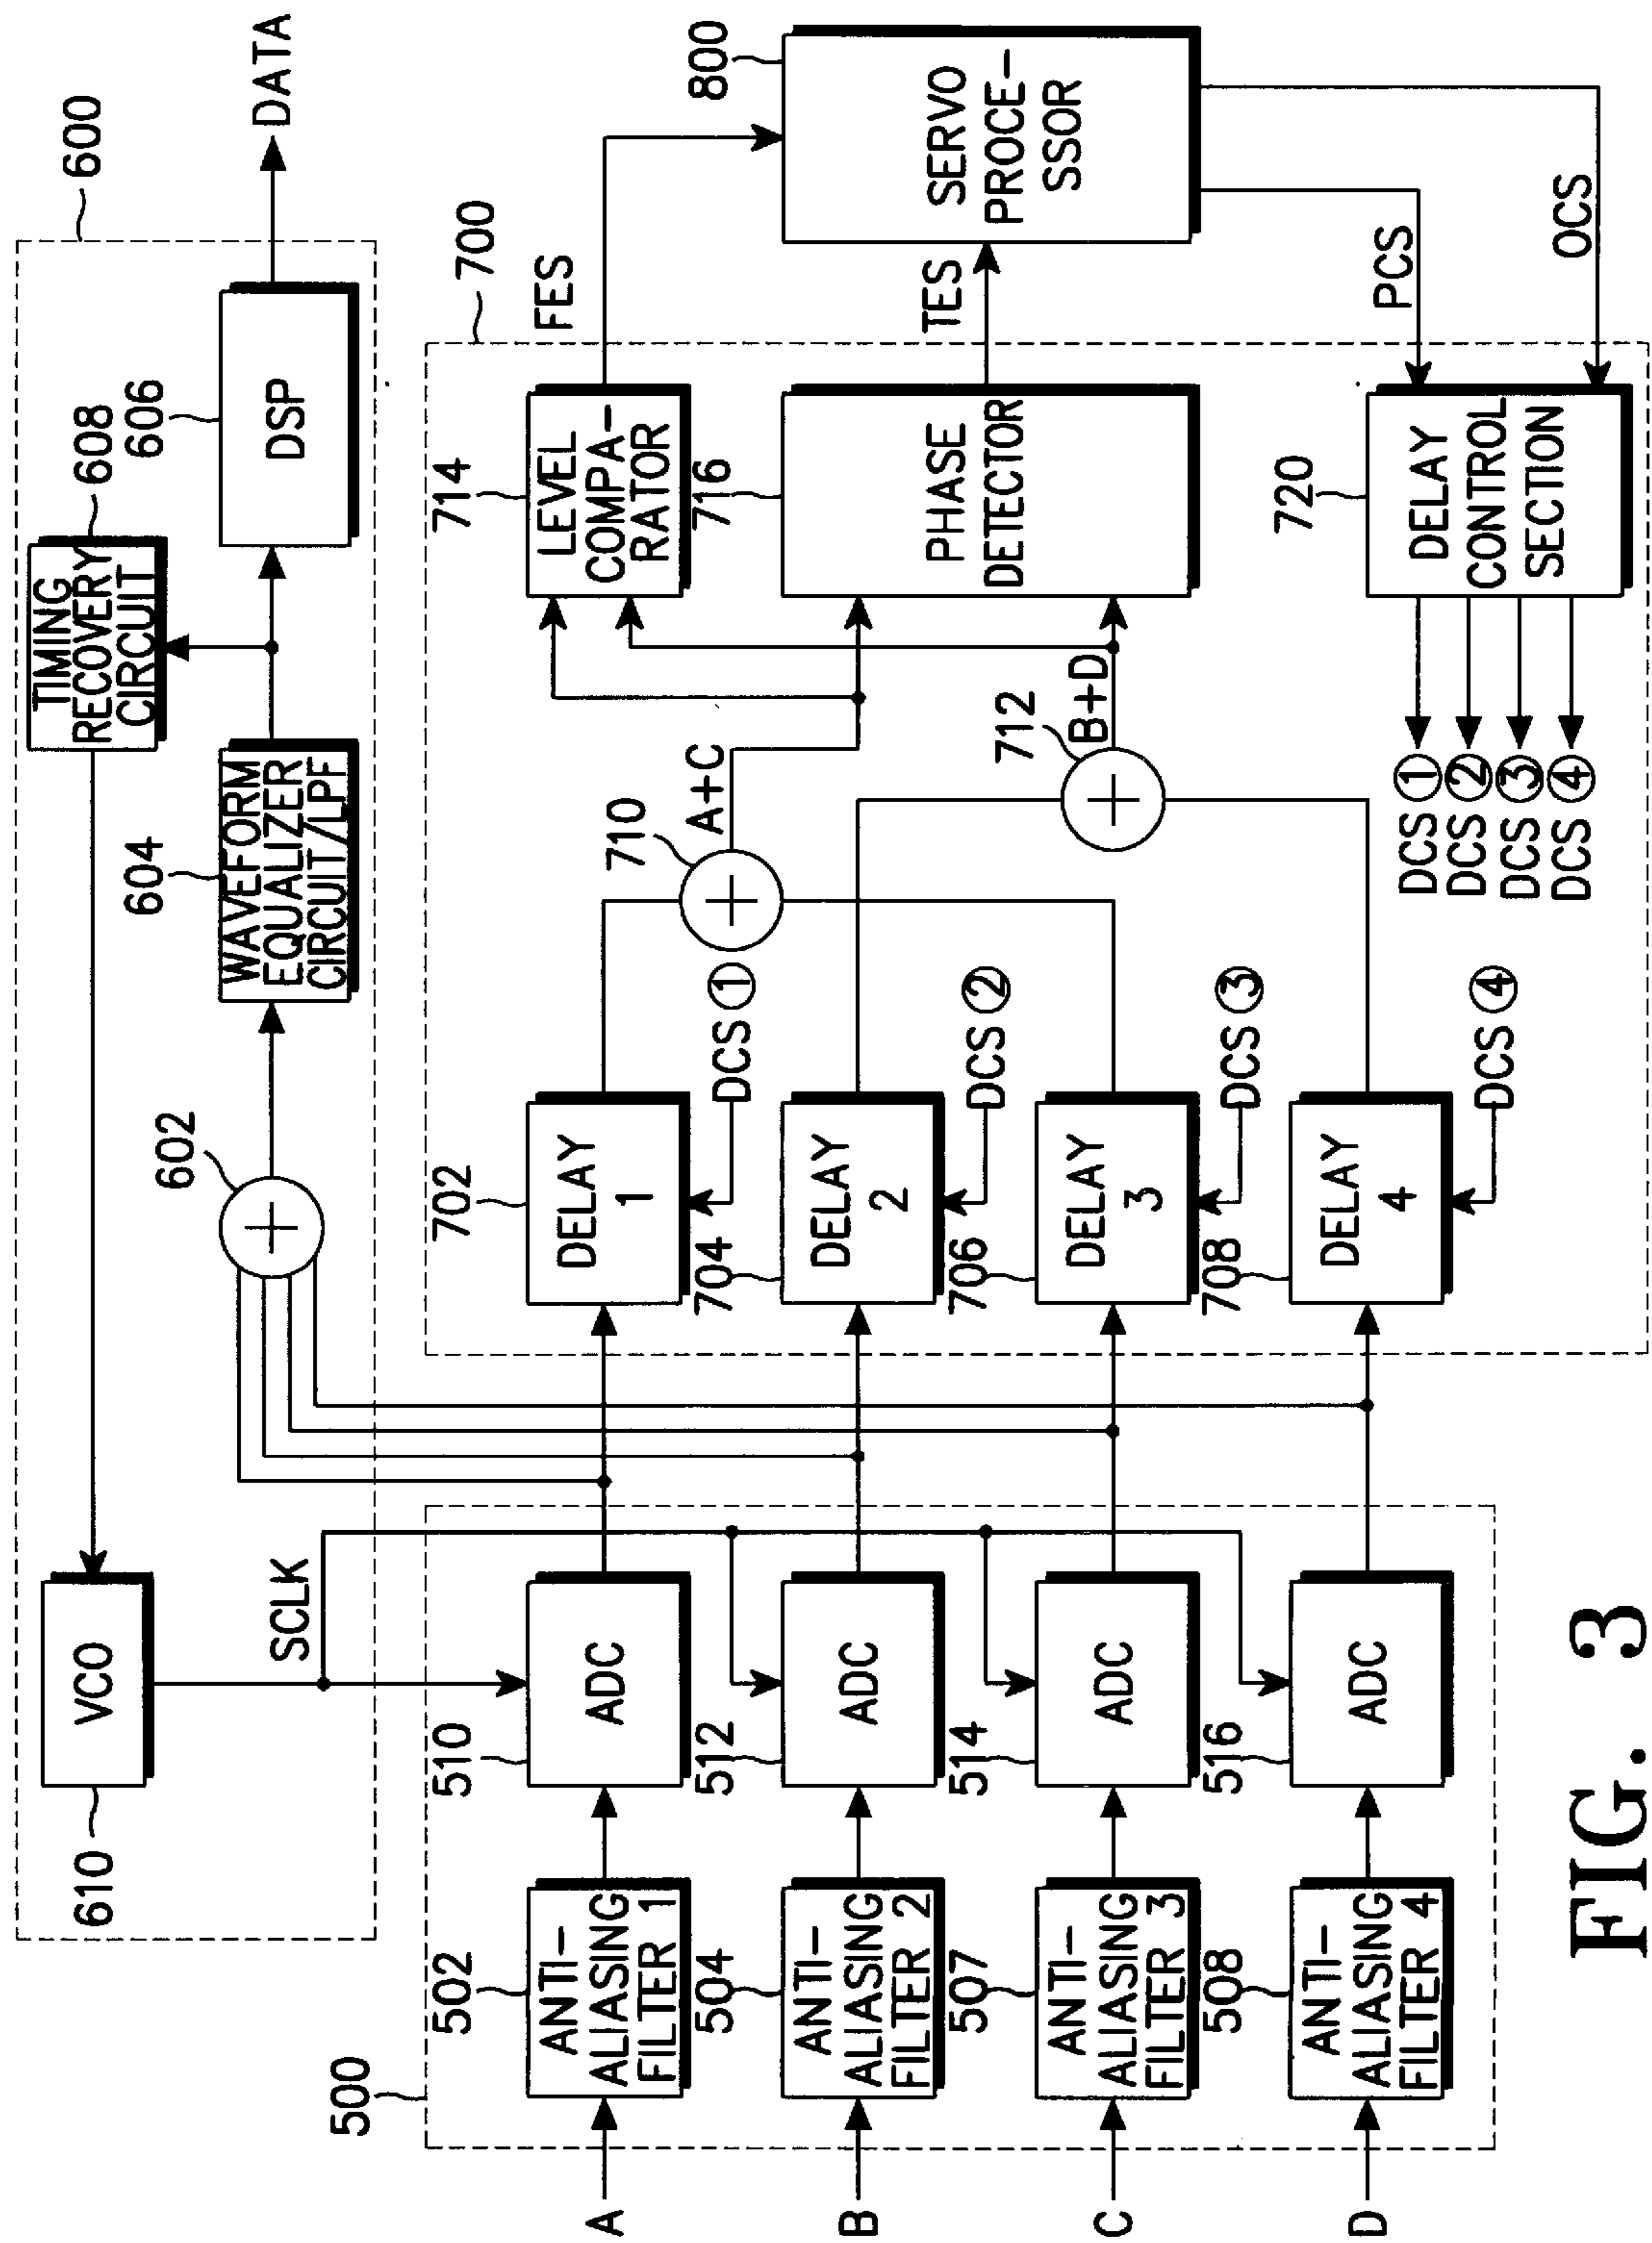 600
610
VCO
SCLK
602
604
WAVEFORM
EQUALIZER
CIRCUIT/LPF
TIMING
RECOVERY
CIRCUIT
608
606
DSP
DATA
500
A
502
ANTI-
ALIASING
FILTER 1
510
ADC
B
504
ANTI-
ALIASING
FILTER 2
512
ADC
C
507
ANTI-
ALIASING
FILTER 3
514
ADC
D
508
ANTI-
ALIASING
FILTER 4
516
ADC
700
702
DELAY
1
DCS ①
704
DELAY
2
DCS ②
706
DELAY
3
DCS ③
708
DELAY
4
DCS ④
710
A+C
712
B+D
714
LEVEL
COMPA-
RATOR
FES
716
PHASE
DETECTOR
TES
720
DELAY
CONTROL
SECTION
DCS ①
DCS ②
DCS ③
DCS ④
PCS
OCS
800
SERVO
PROCE-
SSOR
FIG. 3